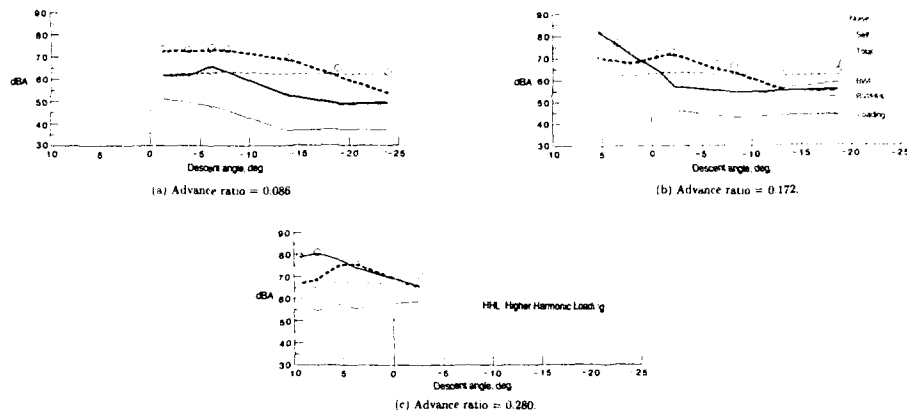 90
80
70
dBA 60
50
40
30
10 5 0 -5 -10 -15 -20 -25
Descent angle, deg
(a) Advance ratio = 0.086
90
80
70
dBA 60
50
40
30
10 5 0 -5 -10 -15 -20 -25
Descent angle, deg
(b) Advance ratio = 0.172.
Noise
Self
Total
BWI
Loading
90
80
70
dBA 60
50
40
30
10 5 0 -5 -10 -15 -20 -25
Descent angle, deg
HHL Higher Harmonic Loading
(c) Advance ratio = 0.280.